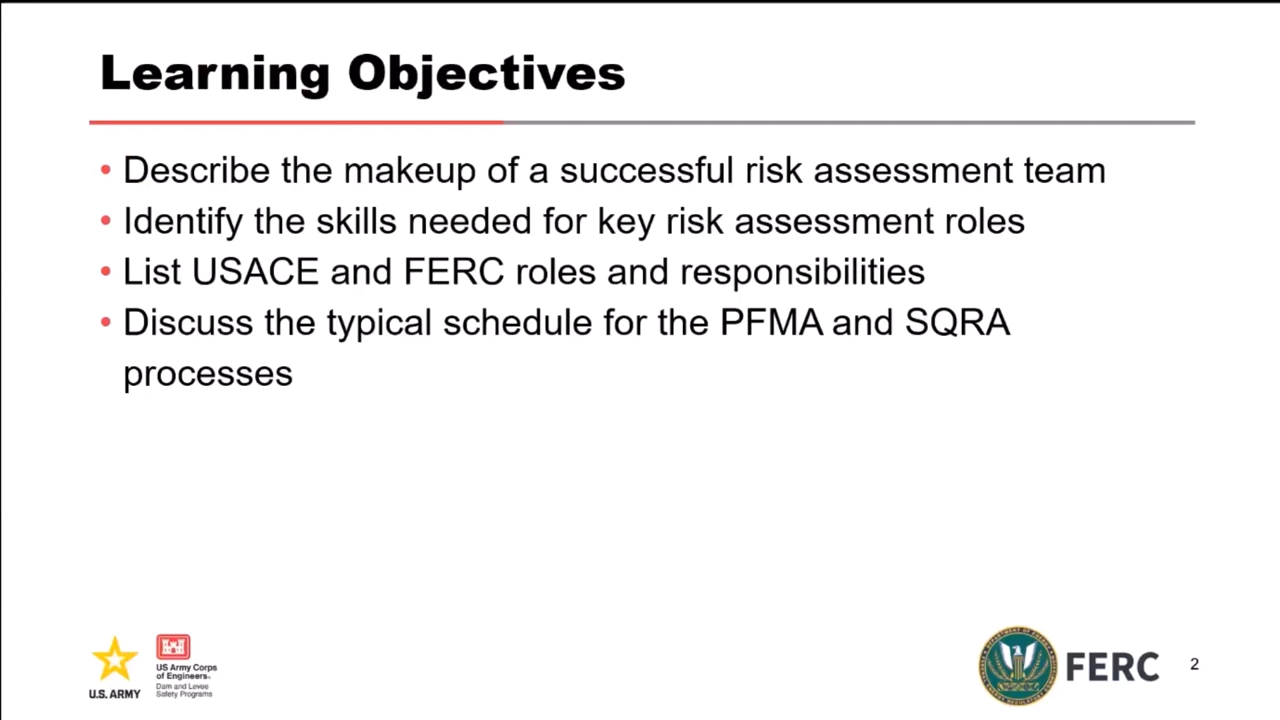 Learning Objectives
• Describe the makeup of a successful risk assessment team
• Identify the skills needed for key risk assessment roles
• List USACE and FERC roles and responsibilities
• Discuss the typical schedule for the PFMA and SQRA
processes
U.S. ARMY
US Army Corps
of Engineers®
Dam and Levee
Safety Programs
FERC
2